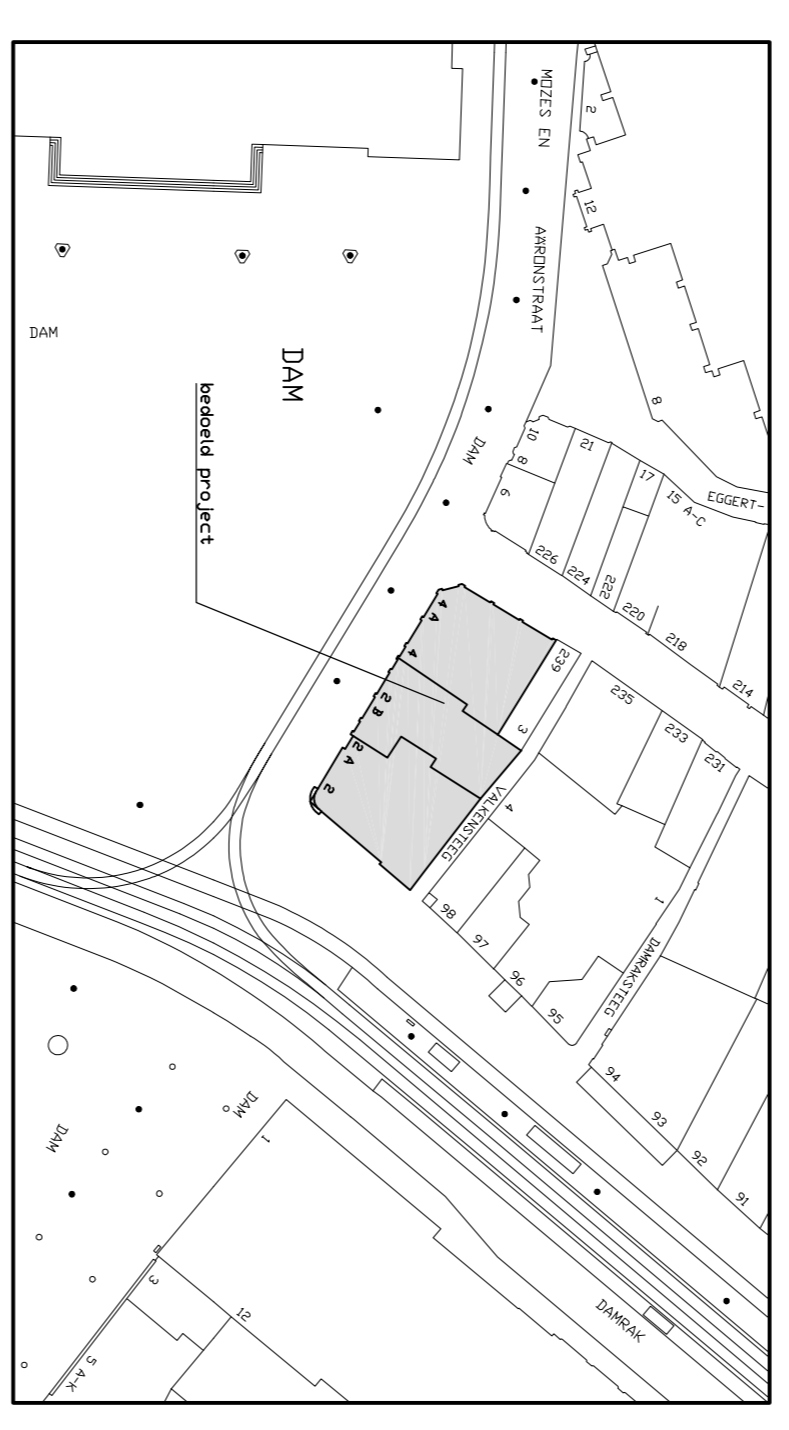 MOZES EN
AÄRONSTRAAT
2
12
8
DAM
DAM
bedoeld project
DAM
10
8
6
21
17
15 A-C
EGGERT-
226
224
222
220
218
214
4 A
4
2 B
2 A
2
239
3
235
233
231
VALKENSTEEG
4
98
97
96
95
1
DAMRAKSTEEG
94
93
92
91
DAM
DAM
1
3
5 A-K
12
DAMRAK